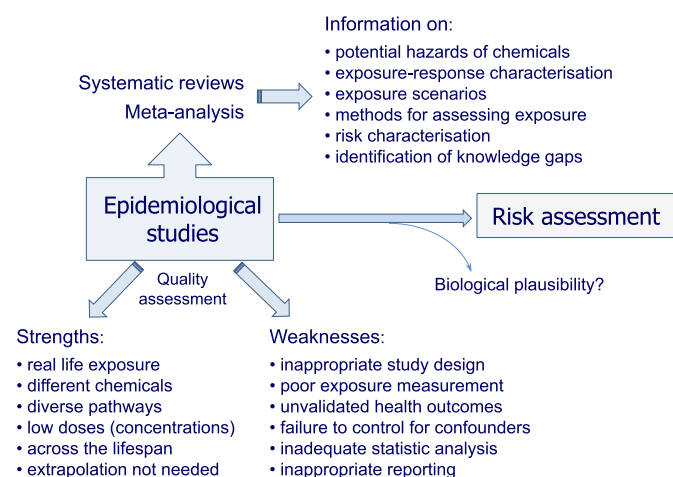 Information on:
• potential hazards of chemicals
• exposure-response characterisation
• exposure scenarios
• methods for assessing exposure
• risk characterisation
• identification of knowledge gaps
Systematic reviews
Meta-analysis
Epidemiological
studies
Risk assessment
Biological plausibility?
Quality
assessment
Strengths:
• real life exposure
• different chemicals
• diverse pathways
• low doses (concentrations)
• across the lifespan
• extrapolation not needed
Weaknesses:
• inappropriate study design
• poor exposure measurement
• unvalidated health outcomes
• failure to control for confounders
• inadequate statistic analysis
• inappropriate reporting